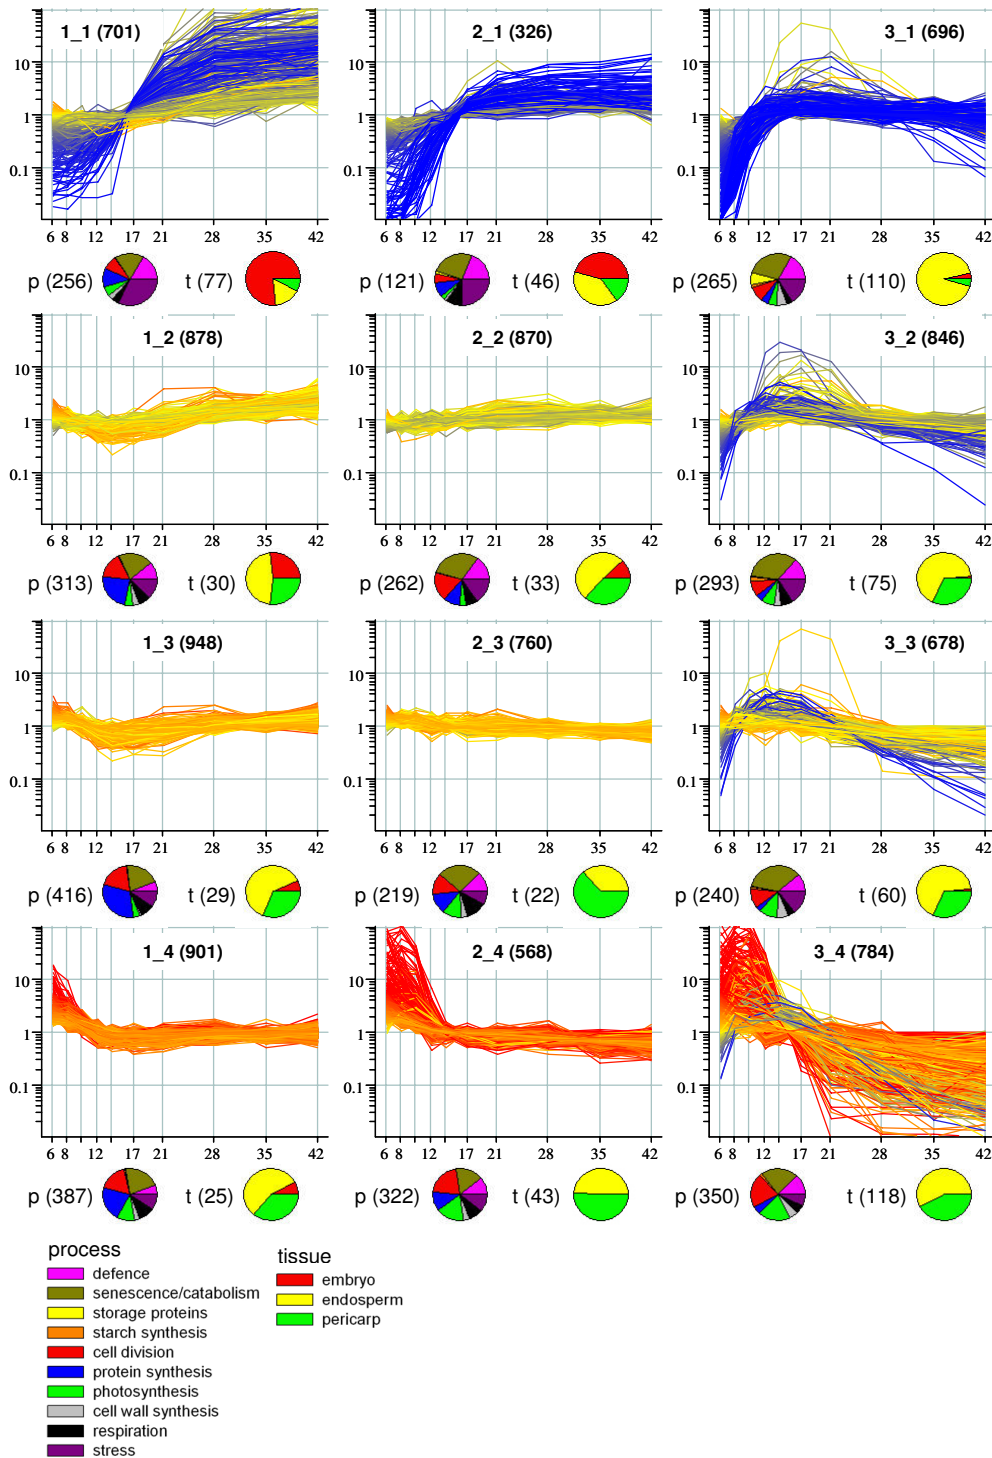 1_1 (701)
2_1 (326)
3_1 (696)
10 10 10
1 1 1
0.1 0.1 0.1
6 8 12 17 21 28 35 42
6 8 12 17 21 28 35 42
6 8 12 17 21 28 35 42
p (256) t (77)
p (121) t (46)
p (265) t (110)
1_2 (878)
2_2 (870)
3_2 (846)
10 10 10
1 1 1
0.1 0.1 0.1
6 8 12 17 21 28 35 42
6 8 12 17 21 28 35 42
6 8 12 17 21 28 35 42
p (313) t (30)
p (262) t (33)
p (293) t (75)
1_3 (948)
2_3 (760)
3_3 (678)
10 10 10
1 1 1
0.1 0.1 0.1
6 8 12 17 21 28 35 42
6 8 12 17 21 28 35 42
6 8 12 17 21 28 35 42
p (416) t (29)
p (219) t (22)
p (240) t (60)
1_4 (901)
2_4 (568)
3_4 (784)
10 10 10
1 1 1
0.1 0.1 0.1
6 8 12 17 21 28 35 42
6 8 12 17 21 28 35 42
6 8 12 17 21 28 35 42
p (387) t (25)
p (322) t (43)
p (350) t (118)
process
defence
senescence/catabolism
storage proteins
starch synthesis
cell division
protein synthesis
photosynthesis
cell wall synthesis
respiration
stress
tissue
embryo
endosperm
pericarp